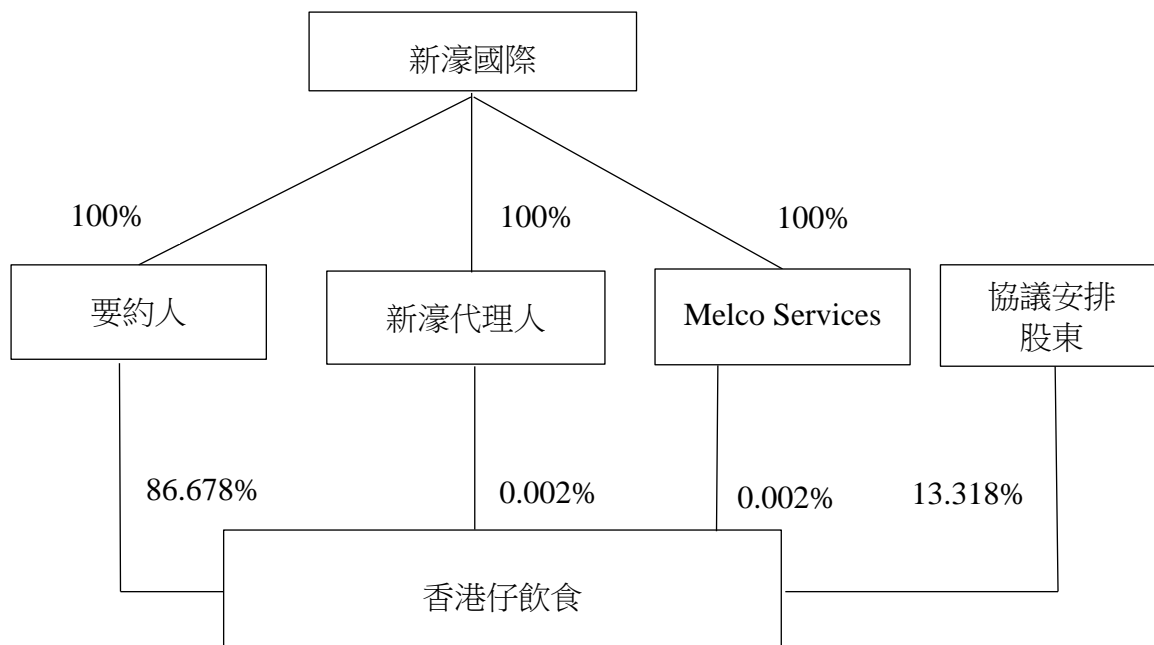 新濠國際
100%
100%
100%
要約人
新濠代理人
Melco Services
協議安排
股東
86.678%
0.002%
0.002%
13.318%
香港仔飲食